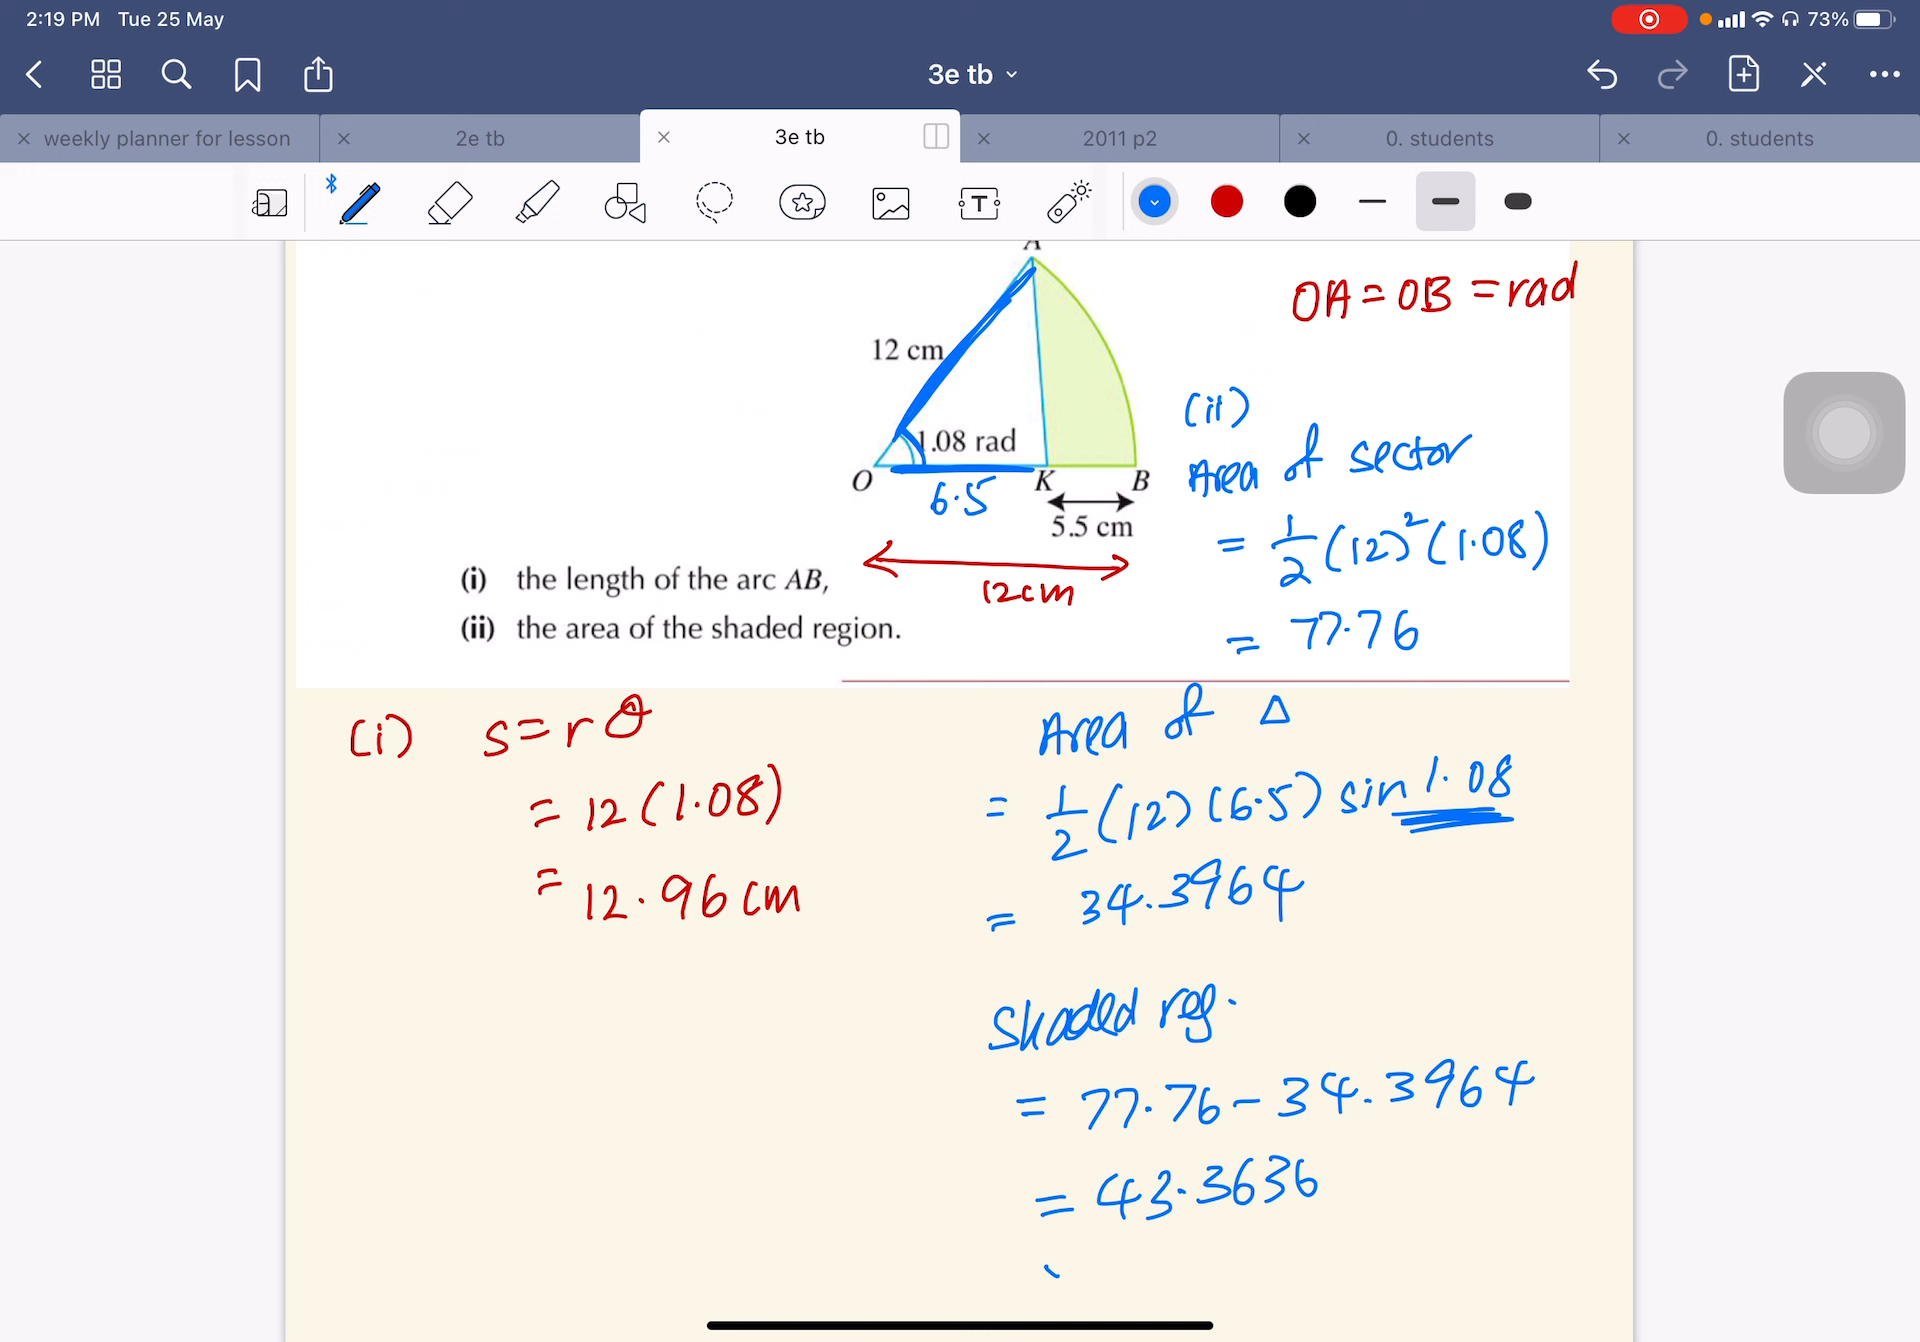 2:19 PM Tue 25 May
73%
3e tb
weekly planner for lesson
2e tb
3e tb
2011 p2
0. students
0. students
A
OA = OB = rad
12 cm
1.08 rad
O
K
B
6.5
5.5 cm
12cm
(i) the length of the arc AB,
(ii) the area of the shaded region.
(ii)
Area of sector
= 1/2 (12)² (1.08)
= 77.76
(i) s = rθ
= 12 (1.08)
= 12.96 cm
Area of Δ
= 1/2 (12) (6.5) sin 1.08
= 34.3964
Shaded reg.
= 77.76 - 34.3964
= 43.3636